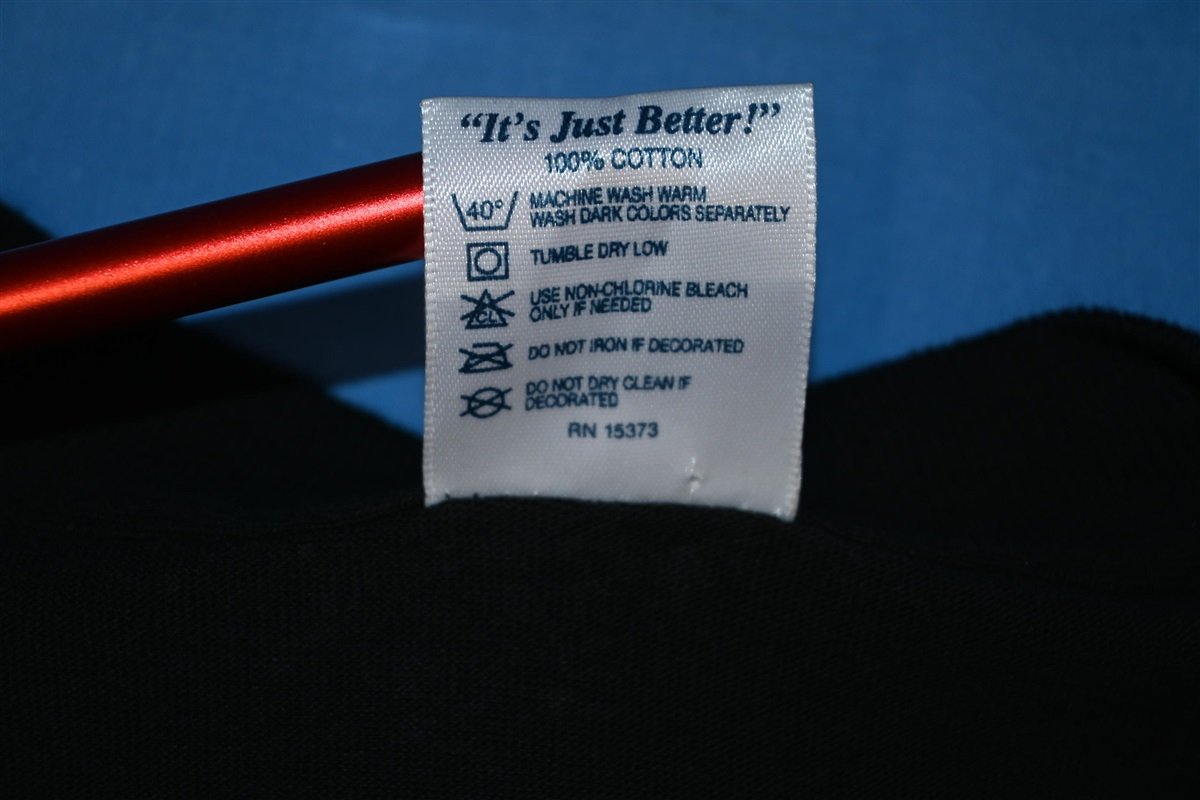 “It's Just Better!”
100% COTTON
40°
MACHINE WASH WARM
WASH DARK COLORS SEPARATELY
TUMBLE DRY LOW
CL
USE NON-CHLORINE BLEACH
ONLY IF NEEDED
DO NOT IRON IF DECORATED
DO NOT DRY CLEAN IF
DECORATED
RN 15373